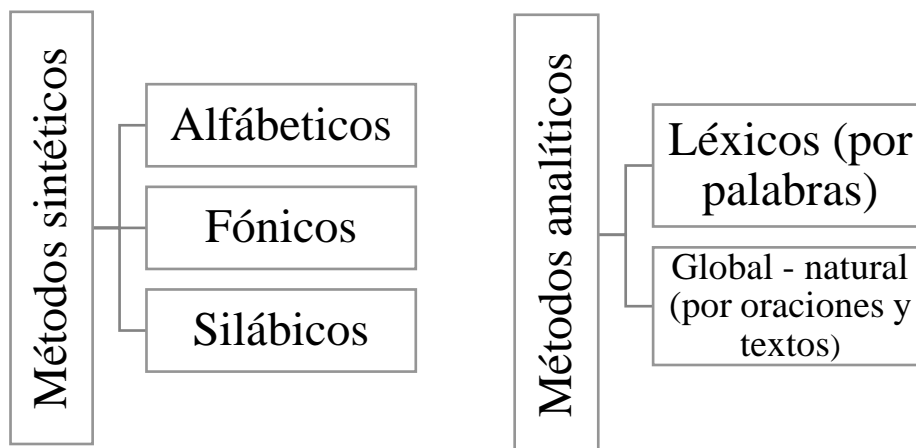 Métodos sintéticos
Alfábeticos
Fónicos
Silábicos
Métodos analíticos
Léxicos (por
palabras)
Global - natural
(por oraciones y
textos)